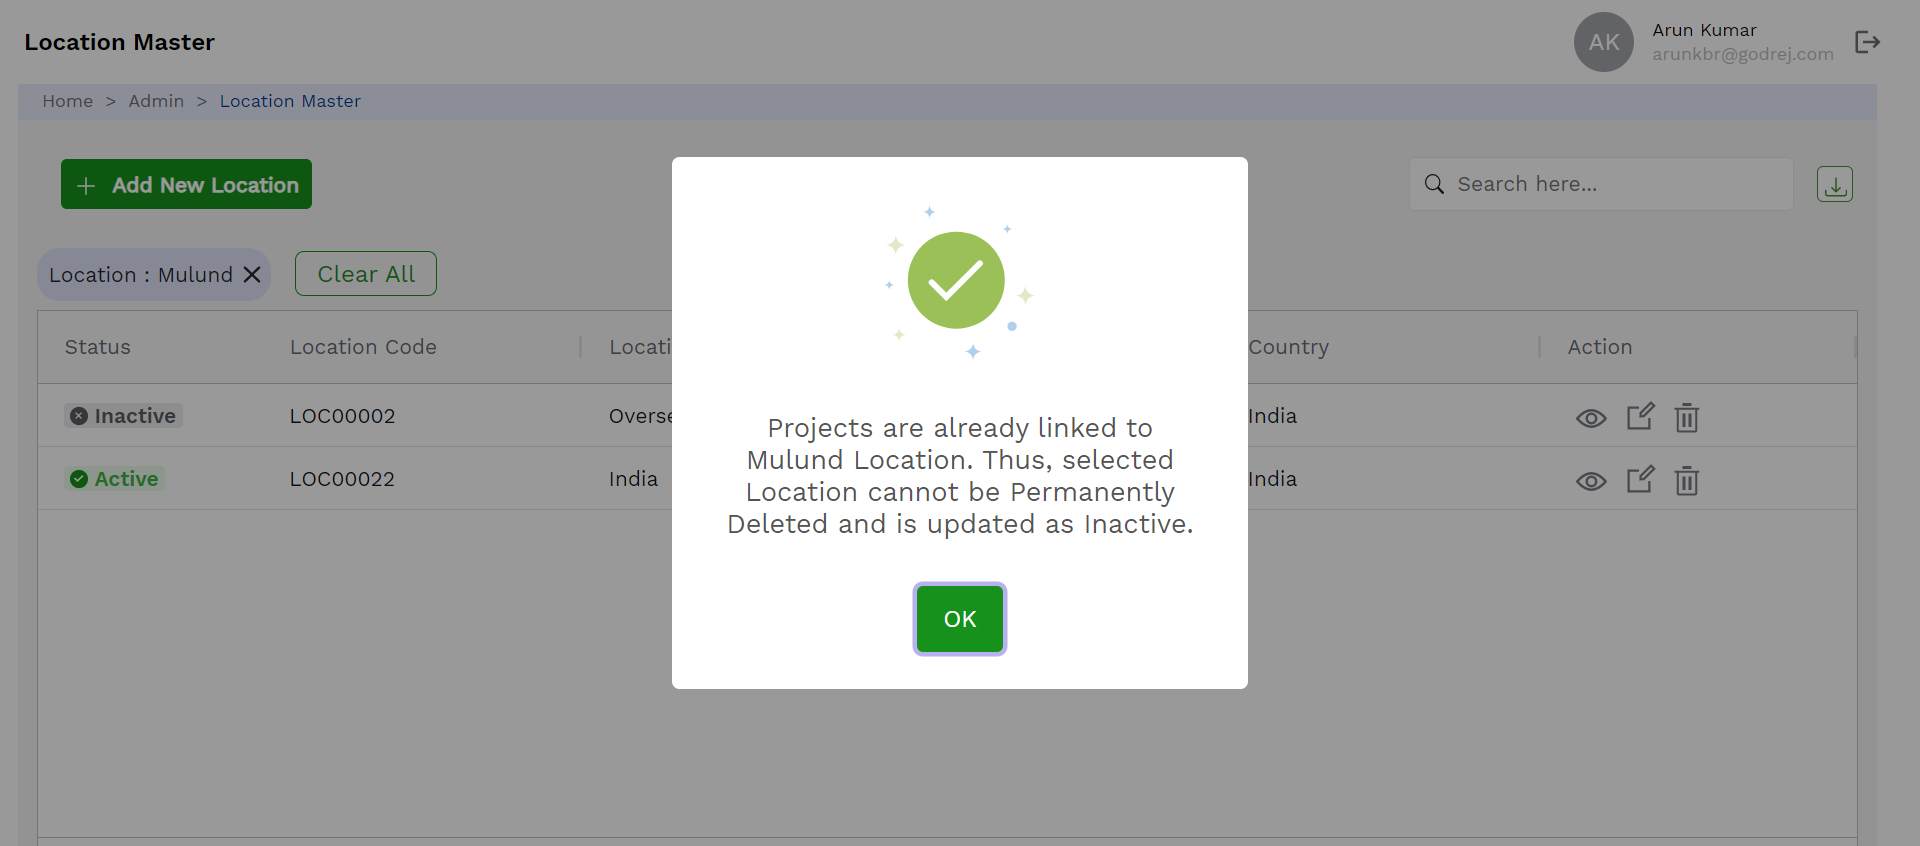 Location Master
AK
Arun Kumar
arunkbr@godrej.com
Home > Admin > Location Master
+ Add New Location
Search here...
Location : Mulund
Clear All
Status Location Code Country Action
Inactive LOC00002 India
Active LOC00022 India India
Projects are already linked to
Mulund Location. Thus, selected
Location cannot be Permanently
Deleted and is updated as Inactive.
OK